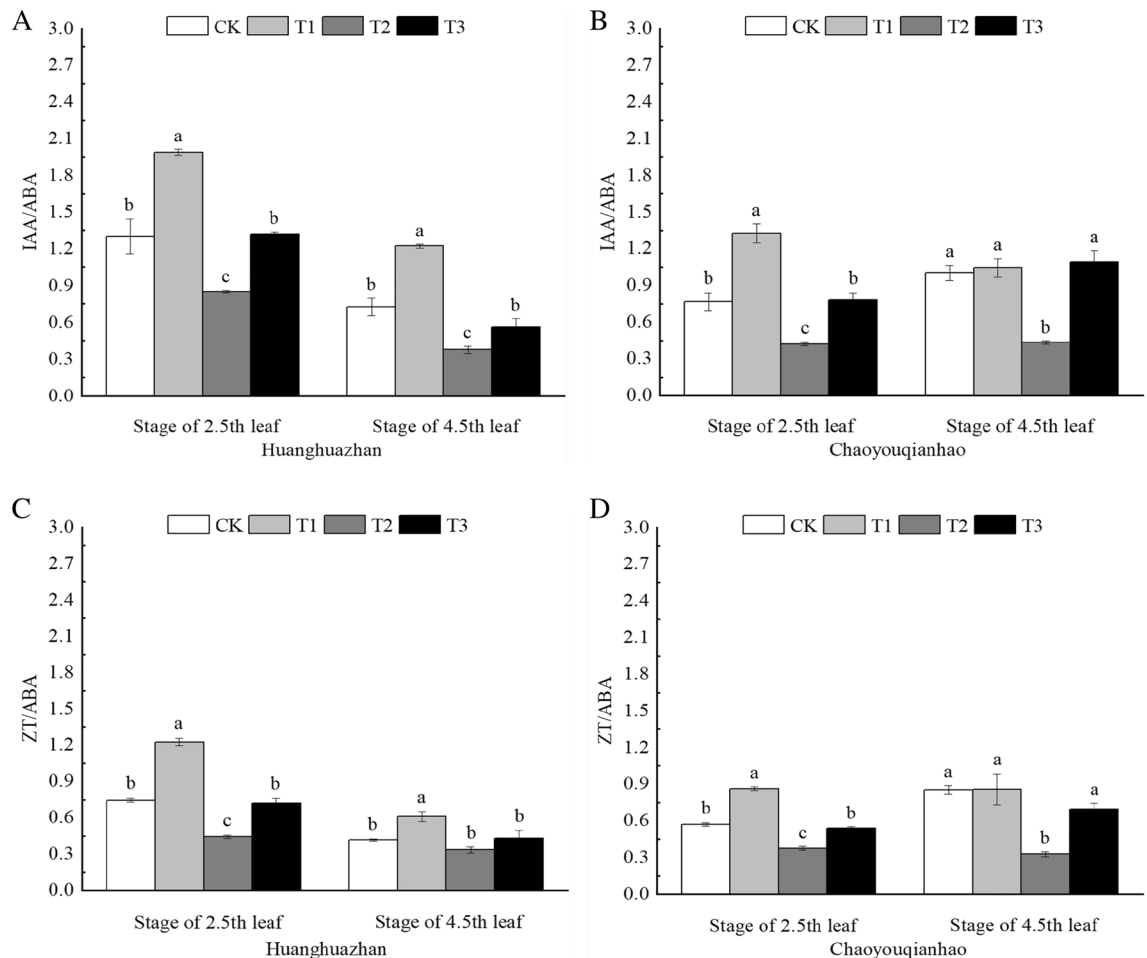 A
CK T1 T2 T3
3.0
2.7
2.4
2.1
1.8
1.5
1.2
0.9
0.6
0.3
0.0
IAA/ABA
b a c b
b a c b
Stage of 2.5th leaf Stage of 4.5th leaf
Huanghuazhan
B
CK T1 T2 T3
3.0
2.7
2.4
2.1
1.8
1.5
1.2
0.9
0.6
0.3
0.0
IAA/ABA
b a c b
a a b a
Stage of 2.5th leaf Stage of 4.5th leaf
Chaoyouqianhao
C
CK T1 T2 T3
3.0
2.7
2.4
2.1
1.8
1.5
1.2
0.9
0.6
0.3
0.0
ZT/ABA
b a c b
b a b b
Stage of 2.5th leaf Stage of 4.5th leaf
Huanghuazhan
D
CK T1 T2 T3
3.0
2.7
2.4
2.1
1.8
1.5
1.2
0.9
0.6
0.3
0.0
ZT/ABA
b a c b
a a b a
Stage of 2.5th leaf Stage of 4.5th leaf
Chaoyouqianhao